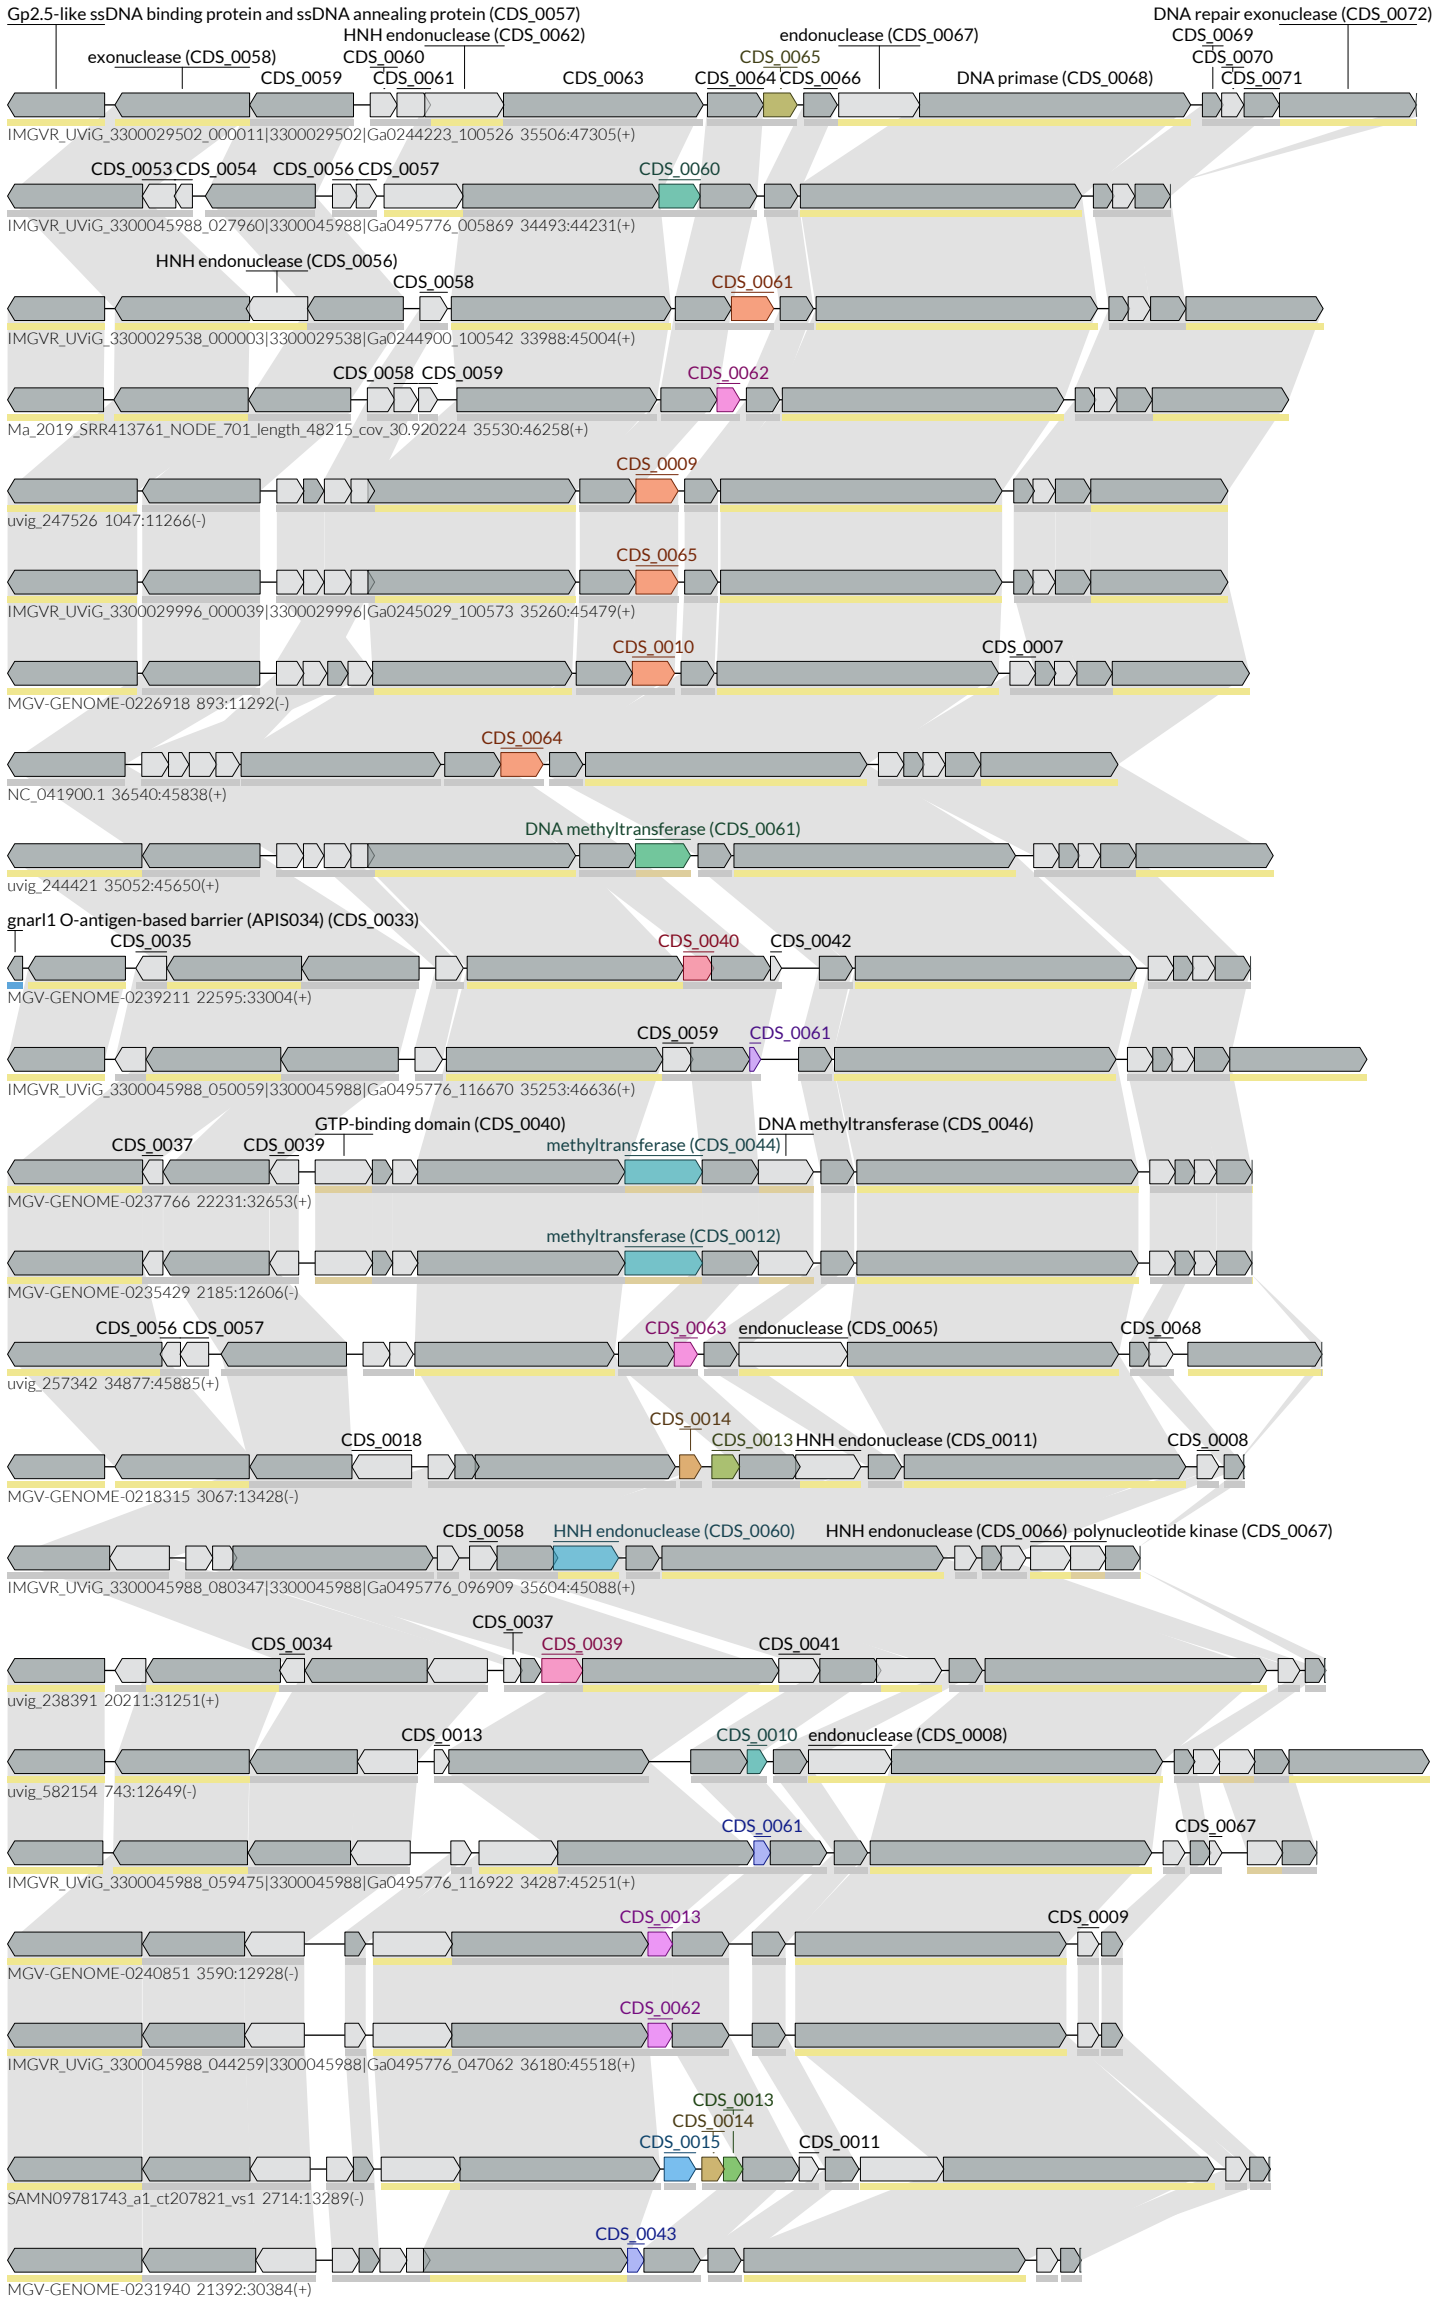 Gp2.5-like ssDNA binding protein and ssDNA annealing protein (CDS_0057) DNA repair exonuclease (CDS_0072)
HNH endonuclease (CDS_0062) endonuclease (CDS_0067) CDS_0069
exonuclease (CDS_0058) CDS_0060 CDS_0065 CDS_0070
CDS_0059 CDS_0061 CDS_0063 CDS_0064 CDS_0066 DNA primase (CDS_0068) CDS_0071
IMGVR_UViG_3300029502_000011|3300029502|Ga0244223_100526 35506:47305(+)
CDS_0053 CDS_0054 CDS_0056 CDS_0057 CDS_0060
IMGVR_UViG_3300045988_027960|3300045988|Ga0495776_005869 34493:44231(+)
HNH endonuclease (CDS_0056)
CDS_0058 CDS_0061
IMGVR_UViG_3300029538_000003|3300029538|Ga0244900_100542 33988:45004(+)
CDS_0058 CDS_0059 CDS_0062
Ma_2019_SRR413761_NODE_701_length_48215_cov_30.920224 35530:46258(+)
CDS_0009
uvig_247526 1047:11266(-)
CDS_0065
IMGVR_UViG_3300029996_000039|3300029996|Ga0245029_100573 35260:45479(+)
CDS_0010 CDS_0007
MGV-GENOME-0226918 893:11292(-)
CDS_0064
NC_041900.1 36540:45838(+)
DNA methyltransferase (CDS_0061)
uvig_244421 35052:45650(+)
gnarl1 O-antigen-based barrier (APIS034) (CDS_0033)
CDS_0035 CDS_0040 CDS_0042
MGV-GENOME-0239211 22595:33004(+)
CDS_0059 CDS_0061
IMGVR_UViG_3300045988_050059|3300045988|Ga0495776_116670 35253:46636(+)
GTP-binding domain (CDS_0040) DNA methyltransferase (CDS_0046)
CDS_0037 CDS_0039 methyltransferase (CDS_0044)
MGV-GENOME-0237766 22231:32653(+)
methyltransferase (CDS_0012)
MGV-GENOME-0235429 2185:12606(-)
CDS_0056 CDS_0057 CDS_0063 endonuclease (CDS_0065) CDS_0068
uvig_257342 34877:45885(+)
CDS_0014
CDS_0018 CDS_0013 HNH endonuclease (CDS_0011) CDS_0008
MGV-GENOME-0218315 3067:13428(-)
CDS_0058 HNH endonuclease (CDS_0060) HNH endonuclease (CDS_0066) polynucleotide kinase (CDS_0067)
IMGVR_UViG_3300045988_080347|3300045988|Ga0495776_096909 35604:45088(+)
CDS_0037
CDS_0034 CDS_0039 CDS_0041
uvig_238391 20211:31251(+)
CDS_0013 CDS_0010 endonuclease (CDS_0008)
uvig_582154 743:12649(-)
CDS_0061 CDS_0067
IMGVR_UViG_3300045988_059475|3300045988|Ga0495776_116922 34287:45251(+)
CDS_0013 CDS_0009
MGV-GENOME-0240851 3590:12928(-)
CDS_0062
IMGVR_UViG_3300045988_044259|3300045988|Ga0495776_047062 36180:45518(+)
CDS_0013
CDS_0014
CDS_0015 CDS_0011
SAMN09781743_a1_ct207821_vs1 2714:13289(-)
CDS_0043
MGV-GENOME-0231940 21392:30384(+)